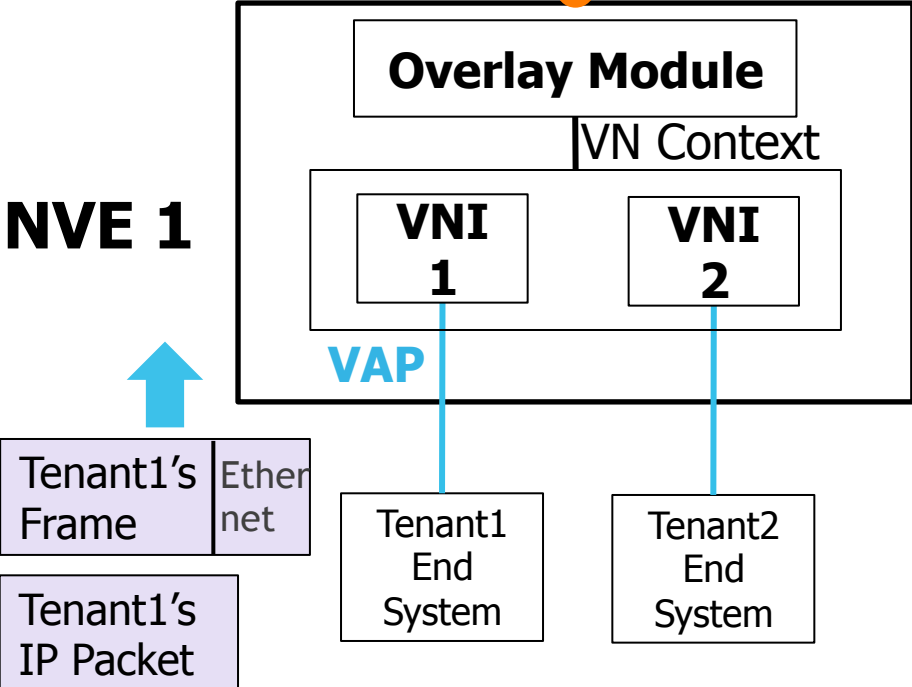 Overlay Module
VN Context
NVE 1
VNI
1
VNI
2
VAP
Tenant1’s
Frame
Ether
net
Tenant1
End
System
Tenant2
End
System
Tenant1’s
IP Packet